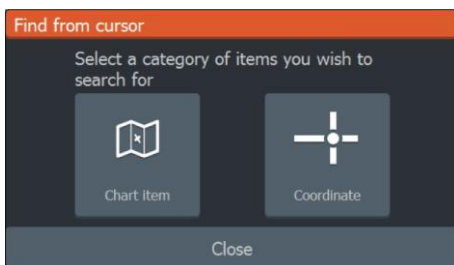 Find from cursor
Select a category of items you wish to
search for
Chart item
Coordinate
Close